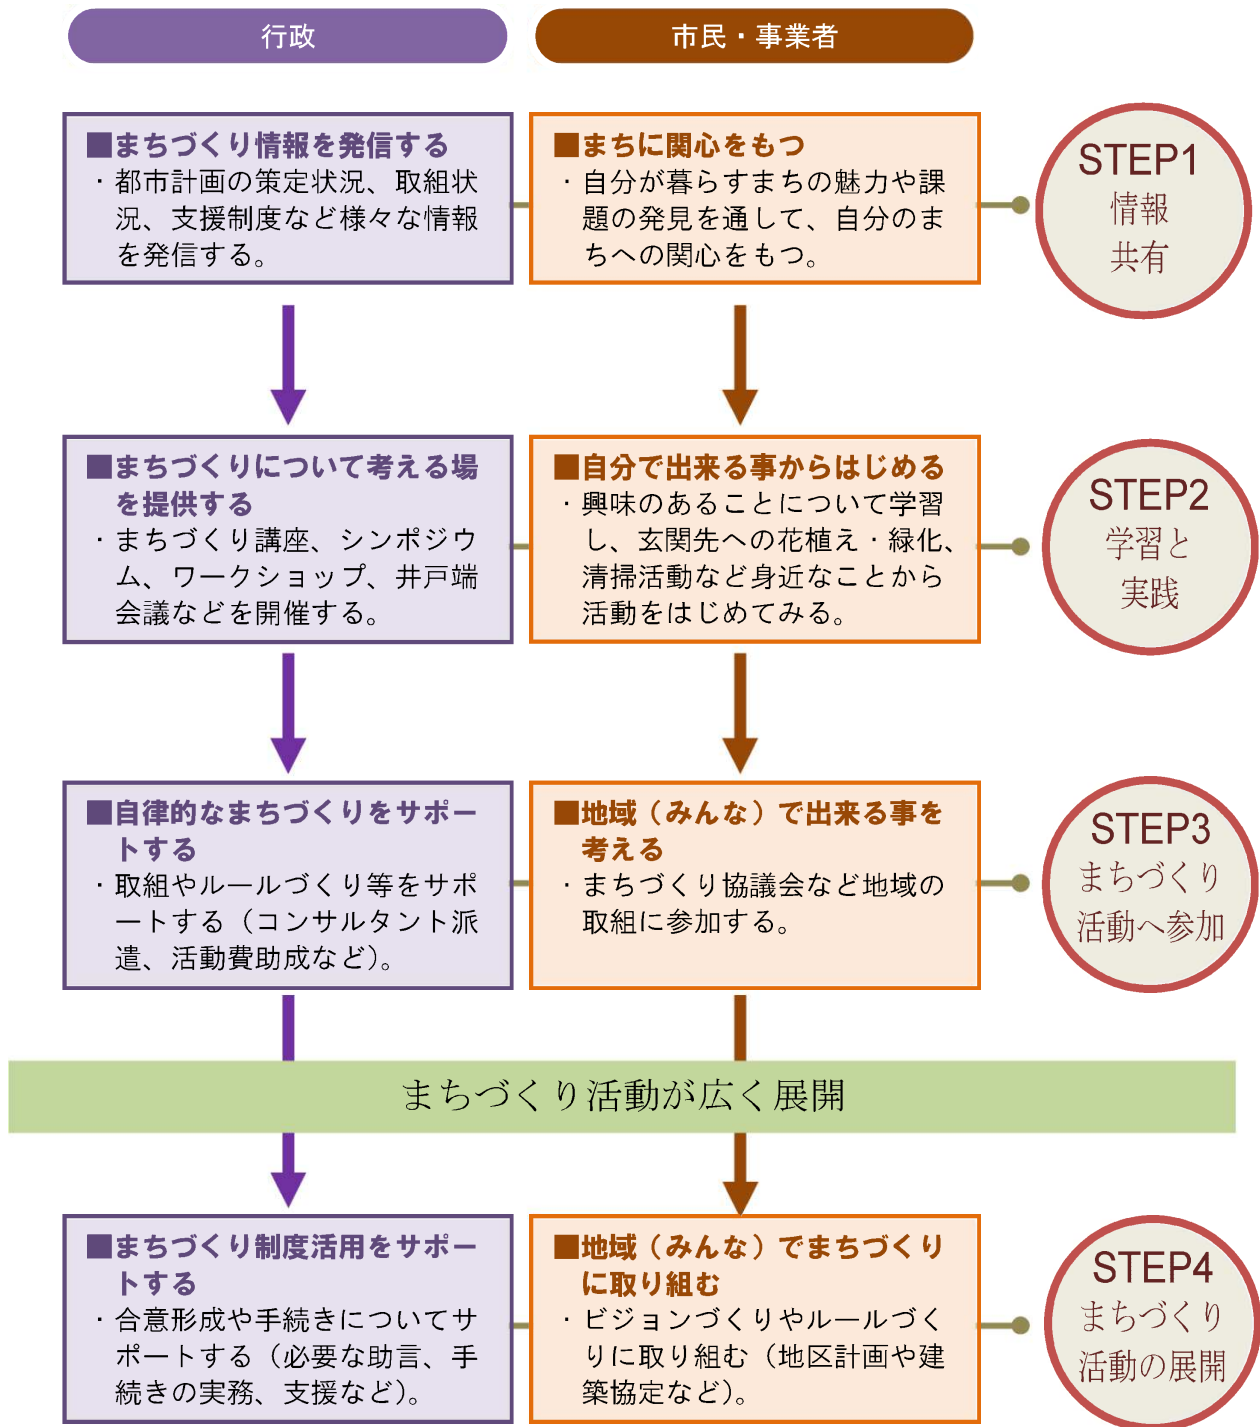 行政
市民・事業者
■まちづくり情報を発信する
・都市計画の策定状況、取組状
況、支援制度など様々な情報
を発信する。
■まちに関心をもつ
・自分が暮らすまちの魅力や課
題の発見を通して、自分のま
ちへの関心をもつ。
STEP1
情報
共有
■まちづくりについて考える場
を提供する
・まちづくり講座、シンポジウ
ム、ワークショップ、井戸端
会議などを開催する。
■自分で出来る事からはじめる
・興味のあることについて学習
し、玄関先への花植え・緑化、
清掃活動など身近なことから
活動をはじめてみる。
STEP2
学習と
実践
■自律的なまちづくりをサポー
トする
・取組やルールづくり等をサポ
ートする（コンサルタント派
遣、活動費助成など）。
■地域（みんな）で出来る事を
考える
・まちづくり協議会など地域の
取組に参加する。
STEP3
まちづくり
活動へ参加
まちづくり活動が広く展開
■まちづくり制度活用をサポー
トする
・合意形成や手続きについてサ
ポートする（必要な助言、手
続きの実務、支援など）。
■地域（みんな）でまちづくり
に取り組む
・ビジョンづくりやルールづく
りに取り組む（地区計画や建
築協定など）。
STEP4
まちづくり
活動の展開